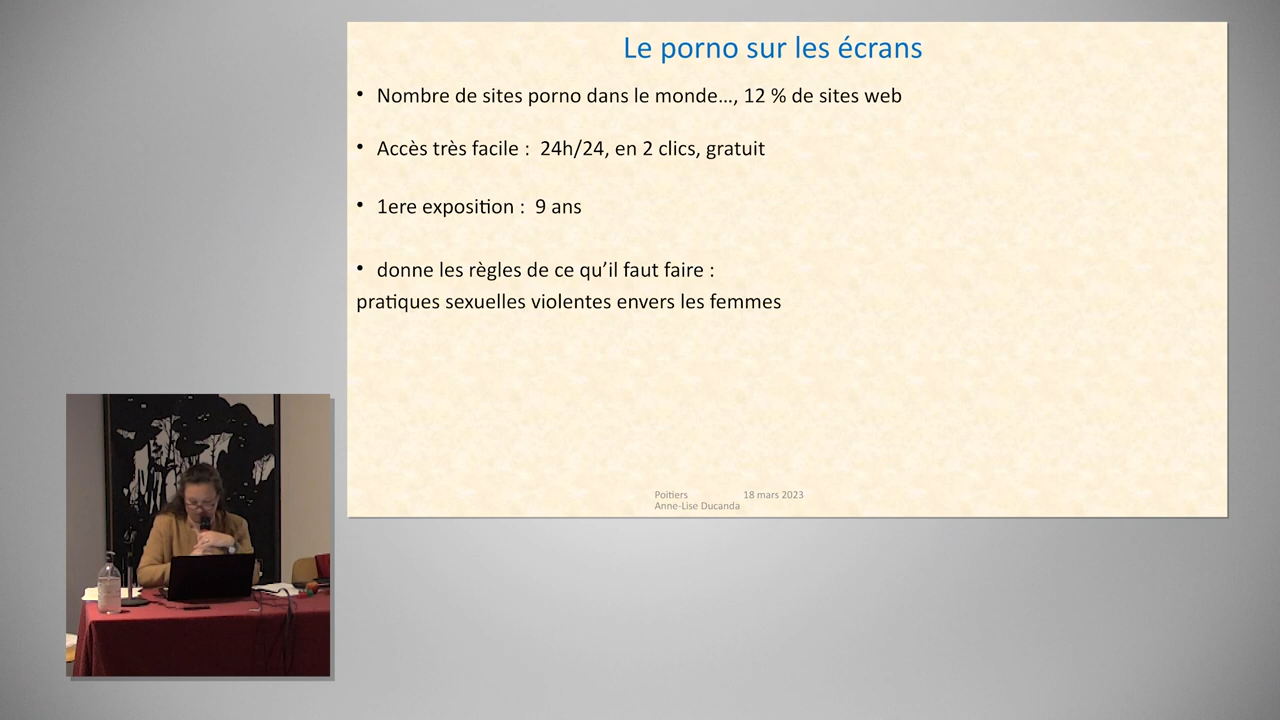 Le porno sur les écrans
• Nombre de sites porno dans le monde…, 12 % de sites web
• Accès très facile :  24h/24, en 2 clics, gratuit
• 1ere exposition :  9 ans
• donne les règles de ce qu’il faut faire :
pratiques sexuelles violentes envers les femmes
Poitiers 18 mars 2023
Anne-Lise Ducanda